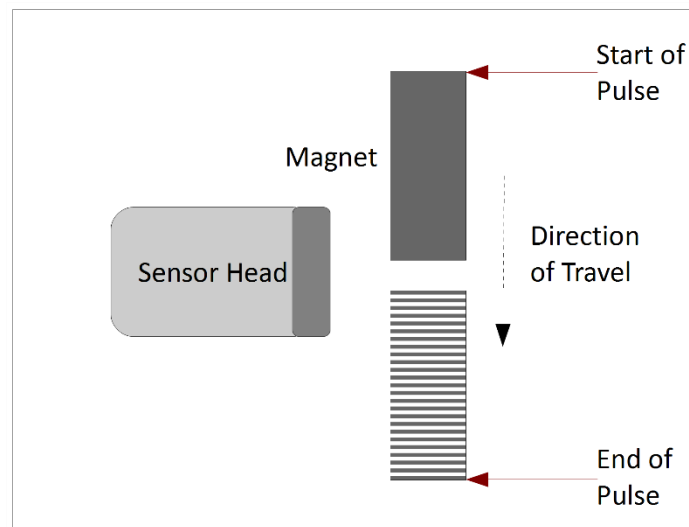 Start of
Pulse
Magnet
Sensor Head
Direction
of Travel
End of
Pulse